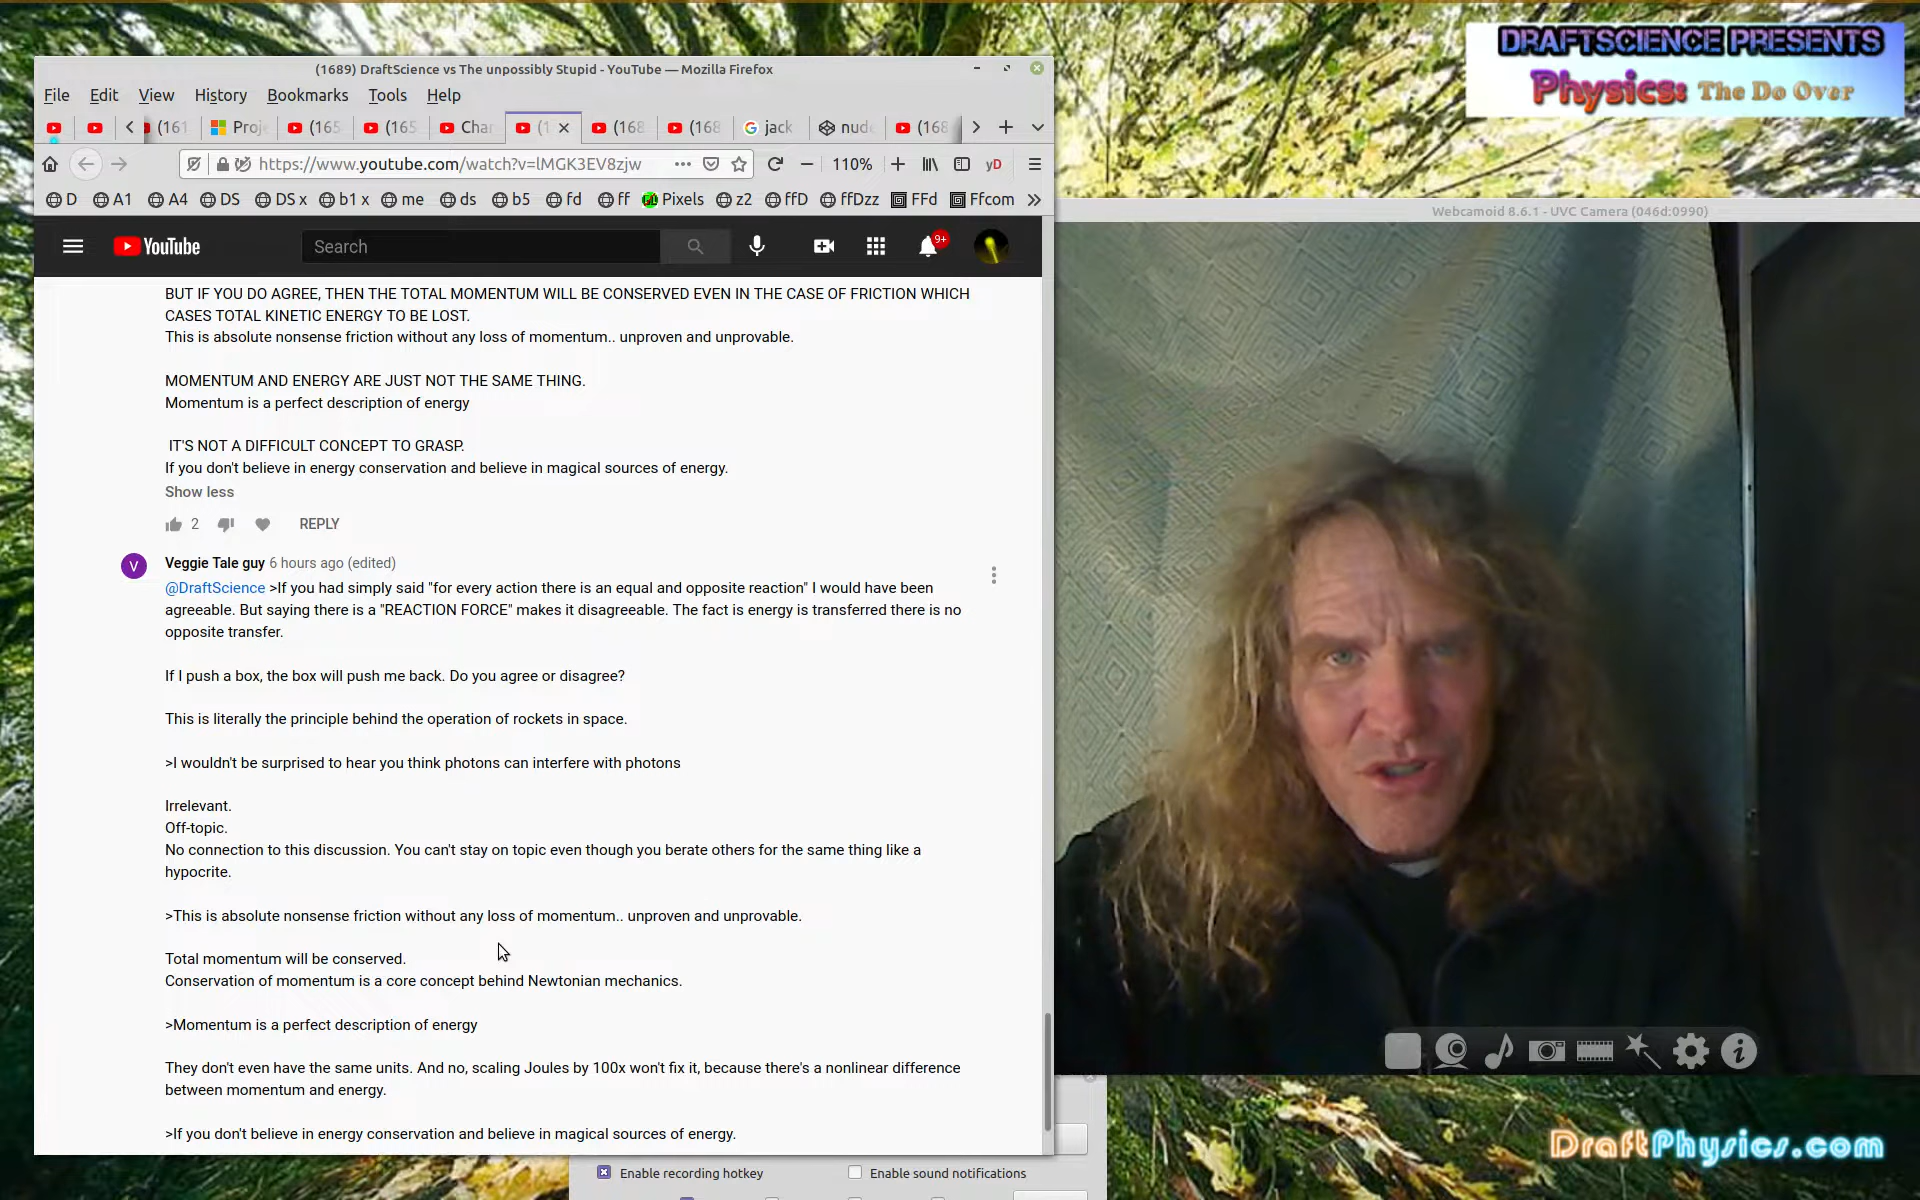 DRAFTSCIENCE PRESENTS
Physics: The Do Over
(1689) DraftScience vs The unpossibly Stupid - YouTube — Mozilla Firefox
File Edit View History Bookmarks Tools Help
(161 Proj (165 (165 Cha (1 (168 (168 jack nude (168
https://www.youtube.com/watch?v=lMGK3EV8zjw 110% yD
D A1 A4 DS DS x b1 x me ds b5 fd ff Pixels z2 ffD ffDzz FFd Ffcom
Webcamoid 8.6.1 - UVC Camera (046d:0990)
YouTube Search 9+
BUT IF YOU DO AGREE, THEN THE TOTAL MOMENTUM WILL BE CONSERVED EVEN IN THE CASE OF FRICTION WHICH
CASES TOTAL KINETIC ENERGY TO BE LOST.
This is absolute nonsense friction without any loss of momentum.. unproven and unprovable.
MOMENTUM AND ENERGY ARE JUST NOT THE SAME THING.
Momentum is a perfect description of energy
IT'S NOT A DIFFICULT CONCEPT TO GRASP.
If you don't believe in energy conservation and believe in magical sources of energy.
Show less
2 REPLY
V
Veggie Tale guy 6 hours ago (edited)
@DraftScience >If you had simply said "for every action there is an equal and opposite reaction" I would have been
agreeable. But saying there is a "REACTION FORCE" makes it disagreeable. The fact is energy is transferred there is no
opposite transfer.
If I push a box, the box will push me back. Do you agree or disagree?
This is literally the principle behind the operation of rockets in space.
>I wouldn't be surprised to hear you think photons can interfere with photons
Irrelevant.
Off-topic.
No connection to this discussion. You can't stay on topic even though you berate others for the same thing like a
hypocrite.
>This is absolute nonsense friction without any loss of momentum.. unproven and unprovable.
Total momentum will be conserved.
Conservation of momentum is a core concept behind Newtonian mechanics.
>Momentum is a perfect description of energy
They don't even have the same units. And no, scaling Joules by 100x won't fix it, because there's a nonlinear difference
between momentum and energy.
>If you don't believe in energy conservation and believe in magical sources of energy.
Enable recording hotkey Enable sound notifications
DraftPhysics.com